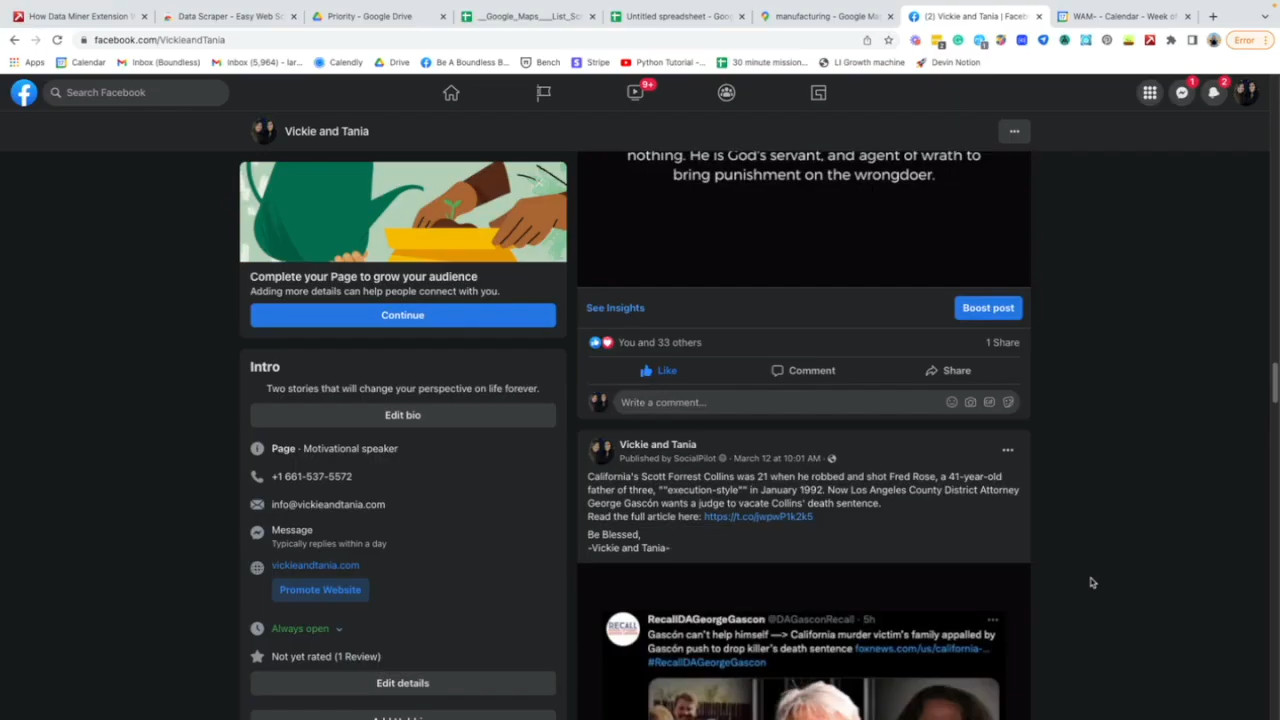 How Data Miner Extension
Data Scraper - Easy Web S
Priority - Google Drive
__Google_Maps___List_Sc
Untitled spreadsheet - Goog
manufacturing - Google Ma
(2) Vickie and Tania | Faceb
WAM- - Calendar - Week of
facebook.com/VickieandTania
2
1
Error
Apps
Calendar
Inbox (Boundless)
Inbox (5,964) - lar...
Calendly
Drive
Be A Boundless B...
Bench
Stripe
Python Tutorial -...
30 minute mission...
LI Growth machine
Devin Notion
Search Facebook
9+
1
2
Vickie and Tania
nothing. He is God's servant, and agent of wrath to
bring punishment on the wrongdoer.
Complete your Page to grow your audience
Adding more details can help people connect with you.
Continue
See Insights
Boost post
You and 33 others
1 Share
Like
Comment
Share
Write a comment...
Intro
Two stories that will change your perspective on life forever.
Edit bio
Page · Motivational speaker
+1 661-537-5572
info@vickieandtania.com
Message
Typically replies within a day
vickieandtania.com
Promote Website
Always open
Not yet rated (1 Review)
Edit details
Vickie and Tania
Published by SocialPilot · March 12 at 10:01 AM ·
California's Scott Forrest Collins was 21 when he robbed and shot Fred Rose, a 41-year-old
father of three, ""execution-style"" in January 1992. Now Los Angeles County District Attorney
George Gascón wants a judge to vacate Collins' death sentence.
Read the full article here: https://t.co/jwpwP1k2k5
Be Blessed,
-Vickie and Tania-
RECALL
RecallDAGeorgeGascon @DAGasconRecall · 5h
Gascón can't help himself —> California murder victim's family appalled by
Gascón push to drop killer's death sentence foxnews.com/us/california-...
#RecallDAGeorgeGascon